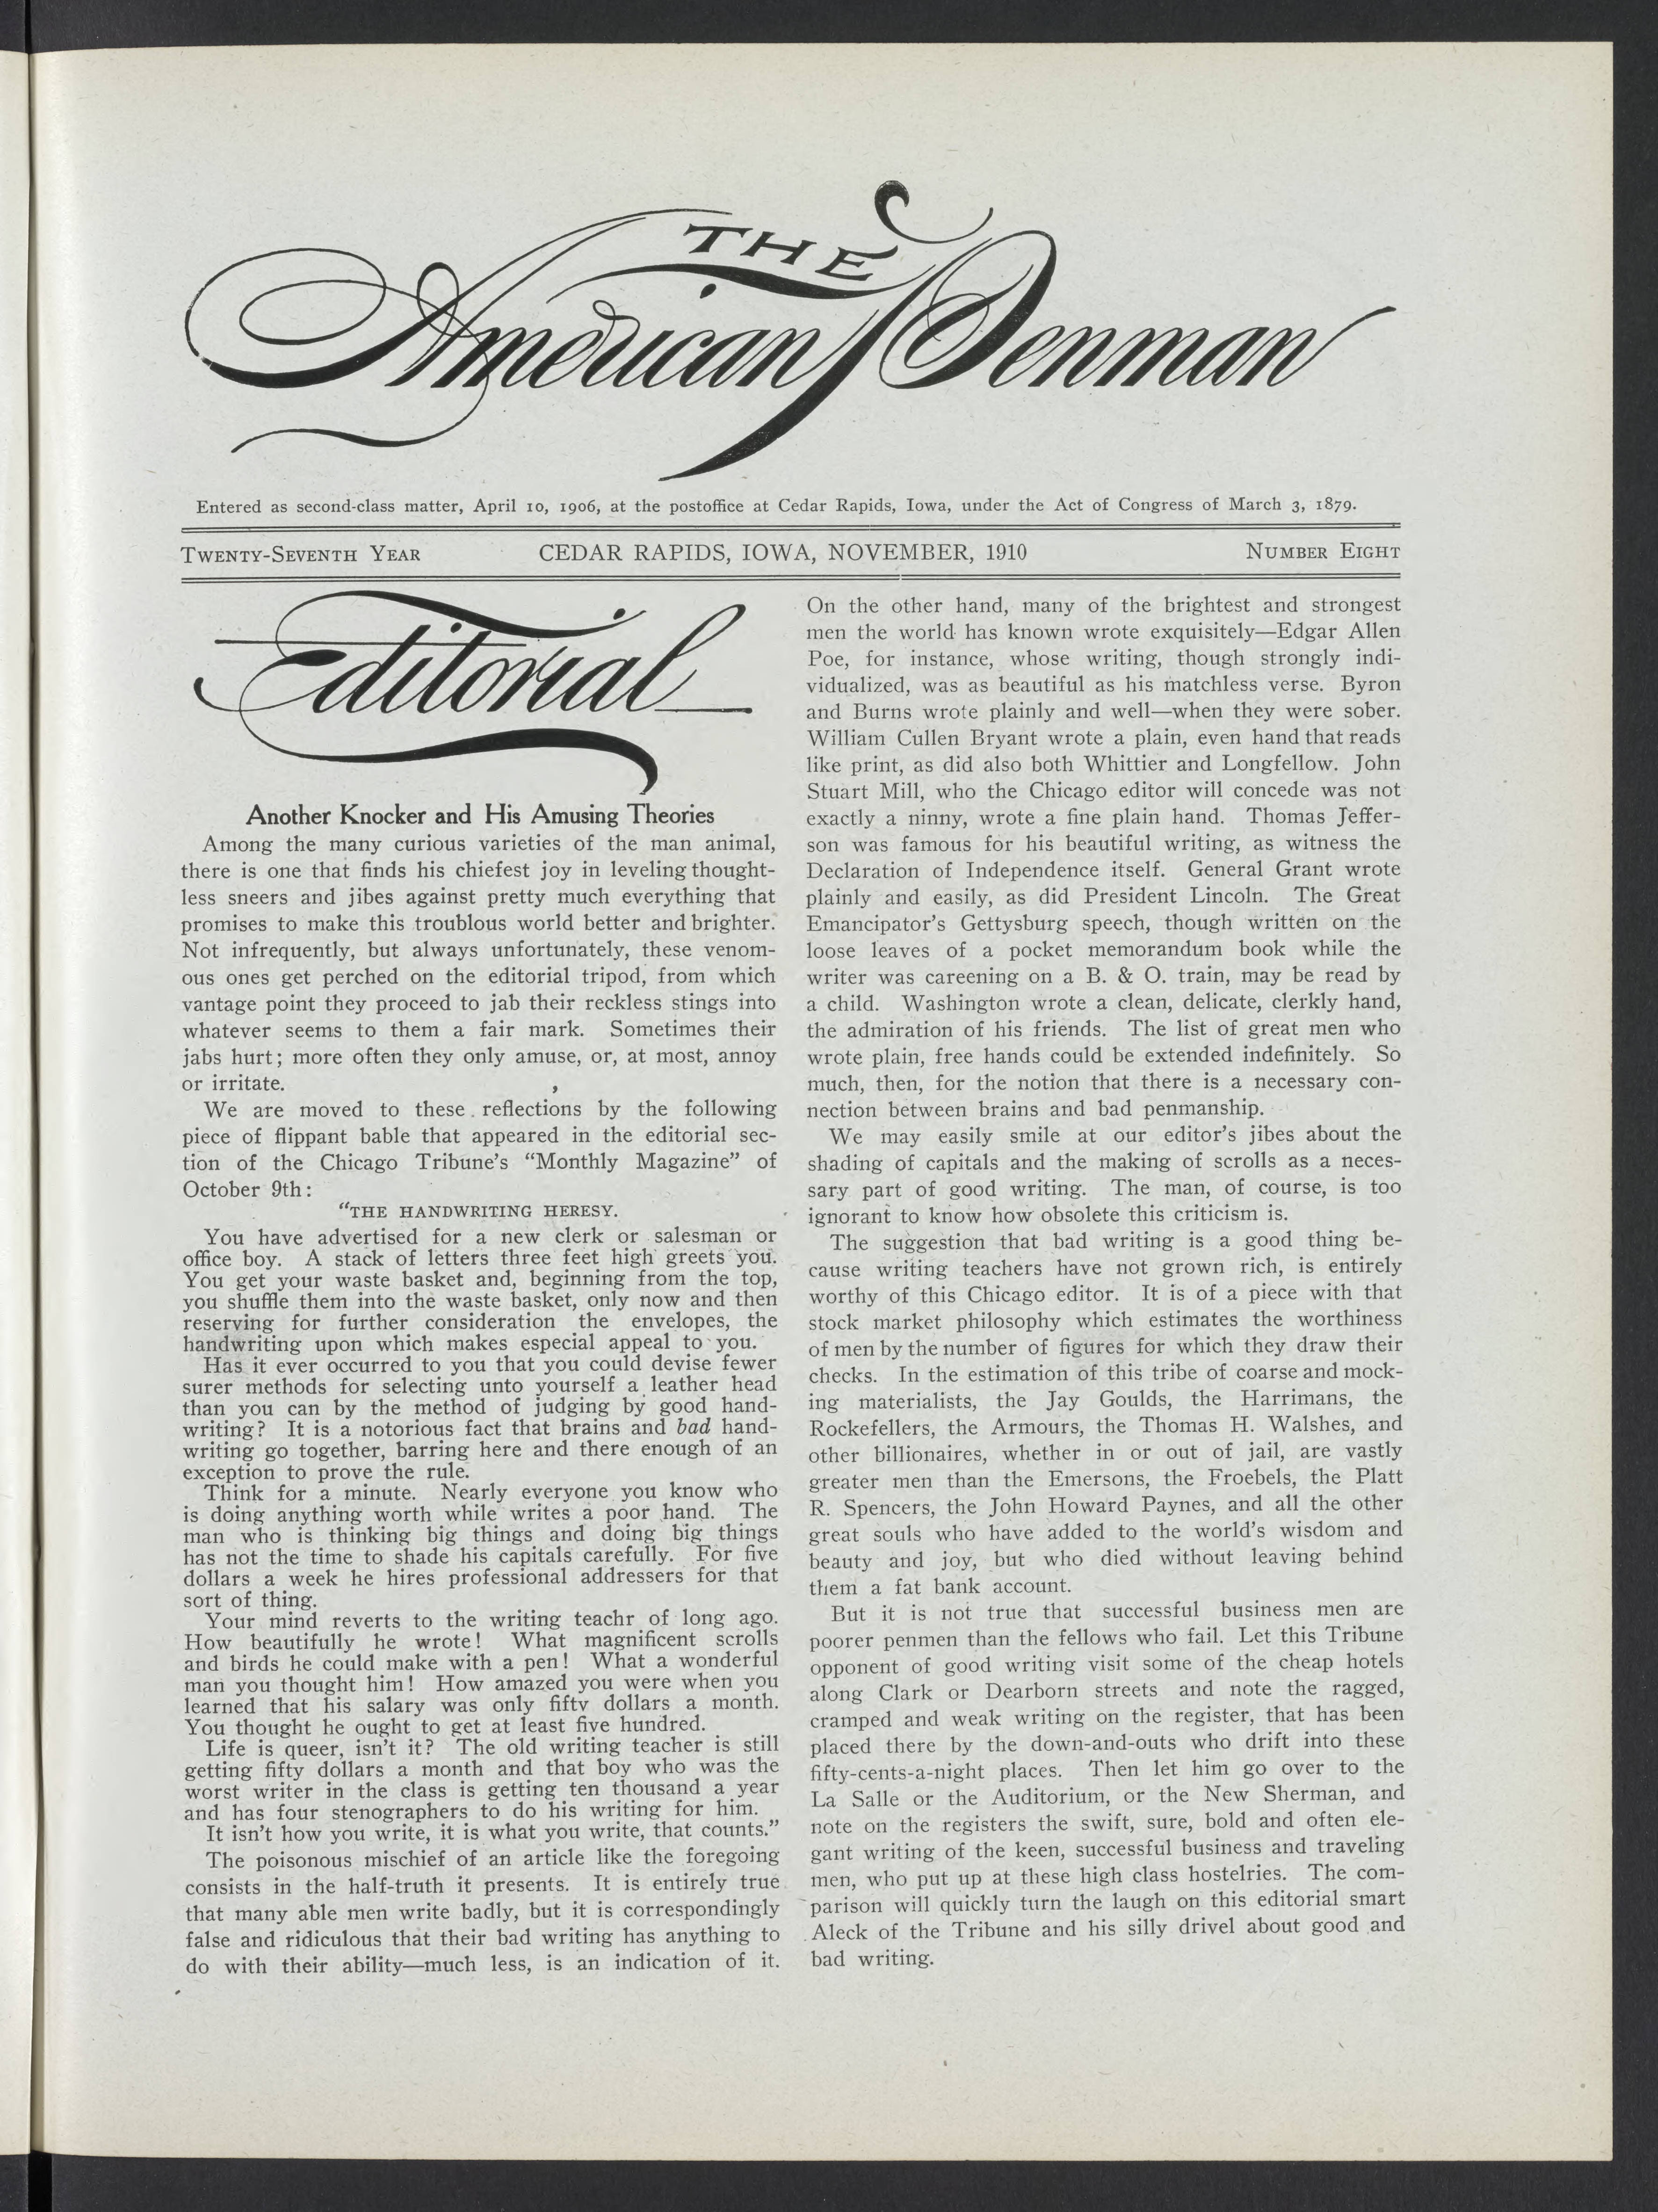 THE
American Penman
Entered as second-class matter, April 10, 1906, at the postoffice at Cedar Rapids, Iowa, under the Act of Congress of March 3, 1879.
TWENTY-SEVENTH YEAR CEDAR RAPIDS, IOWA, NOVEMBER, 1910 NUMBER EIGHT
Editorial
Another Knocker and His Amusing Theories
Among the many curious varieties of the man animal,
there is one that finds his chiefest joy in leveling thought-
less sneers and jibes against pretty much everything that
promises to make this troublous world better and brighter.
Not infrequently, but always unfortunately, these venom-
ous ones get perched on the editorial tripod, from which
vantage point they proceed to jab their reckless stings into
whatever seems to them a fair mark. Sometimes their
jabs hurt; more often they only amuse, or, at most, annoy
or irritate.
We are moved to these reflections by the following
piece of flippant bable that appeared in the editorial sec-
tion of the Chicago Tribune's "Monthly Magazine" of
October 9th:
"THE HANDWRITING HERESY.
You have advertised for a new clerk or salesman or
office boy. A stack of letters three feet high greets you.
You get your waste basket and, beginning from the top,
you shuffle them into the waste basket, only now and then
reserving for further consideration the envelopes, the
handwriting upon which makes especial appeal to you.
Has it ever occurred to you that you could devise fewer
surer methods for selecting unto yourself a leather head
than you can by the method of judging by good hand-
writing? It is a notorious fact that brains and bad hand-
writing go together, barring here and there enough of an
exception to prove the rule.
Think for a minute. Nearly everyone you know who
is doing anything worth while writes a poor hand. The
man who is thinking big things and doing big things
has not the time to shade his capitals carefully. For five
dollars a week he hires professional addressers for that
sort of thing.
Your mind reverts to the writing teachr of long ago.
How beautifully he wrote! What magnificent scrolls
and birds he could make with a pen! What a wonderful
man you thought him! How amazed you were when you
learned that his salary was only fifty dollars a month.
You thought he ought to get at least five hundred.
Life is queer, isn't it? The old writing teacher is still
getting fifty dollars a month and that boy who was the
worst writer in the class is getting ten thousand a year
and has four stenographers to do his writing for him.
It isn't how you write, it is what you write, that counts."
The poisonous mischief of an article like the foregoing
consists in the half-truth it presents. It is entirely true
that many able men write badly, but it is correspondingly
false and ridiculous that their bad writing has anything to
do with their ability—much less, is an indication of it.
On the other hand, many of the brightest and strongest
men the world has known wrote exquisitely—Edgar Allen
Poe, for instance, whose writing, though strongly indi-
vidualized, was as beautiful as his matchless verse. Byron
and Burns wrote plainly and well—when they were sober.
William Cullen Bryant wrote a plain, even hand that reads
like print, as did also both Whittier and Longfellow. John
Stuart Mill, who the Chicago editor will concede was not
exactly a ninny, wrote a fine plain hand. Thomas Jeffer-
son was famous for his beautiful writing, as witness the
Declaration of Independence itself. General Grant wrote
plainly and easily, as did President Lincoln. The Great
Emancipator's Gettysburg speech, though written on the
loose leaves of a pocket memorandum book while the
writer was careening on a B. & O. train, may be read by
a child. Washington wrote a clean, delicate, clerkly hand,
the admiration of his friends. The list of great men who
wrote plain, free hands could be extended indefinitely. So
much, then, for the notion that there is a necessary con-
nection between brains and bad penmanship.
We may easily smile at our editor's jibes about the
shading of capitals and the making of scrolls as a neces-
sary part of good writing. The man, of course, is too
ignorant to know how obsolete this criticism is.
The suggestion that bad writing is a good thing be-
cause writing teachers have not grown rich, is entirely
worthy of this Chicago editor. It is of a piece with that
stock market philosophy which estimates the worthiness
of men by the number of figures for which they draw their
checks. In the estimation of this tribe of coarse and mock-
ing materialists, the Jay Goulds, the Harrimans, the
Rockefellers, the Armours, the Thomas H. Walshes, and
other billionaires, whether in or out of jail, are vastly
greater men than the Emersons, the Froebels, the Platt
R. Spencers, the John Howard Paynes, and all the other
great souls who have added to the world's wisdom and
beauty and joy, but who died without leaving behind
them a fat bank account.
But it is not true that successful business men are
poorer penmen than the fellows who fail. Let this Tribune
opponent of good writing visit some of the cheap hotels
along Clark or Dearborn streets and note the ragged,
cramped and weak writing on the register, that has been
placed there by the down-and-outs who drift into these
fifty-cents-a-night places. Then let him go over to the
La Salle or the Auditorium, or the New Sherman, and
note on the registers the swift, sure, bold and often ele-
gant writing of the keen, successful business and traveling
men, who put up at these high class hostelries. The com-
parison will quickly turn the laugh on this editorial smart
Aleck of the Tribune and his silly drivel about good and
bad writing.